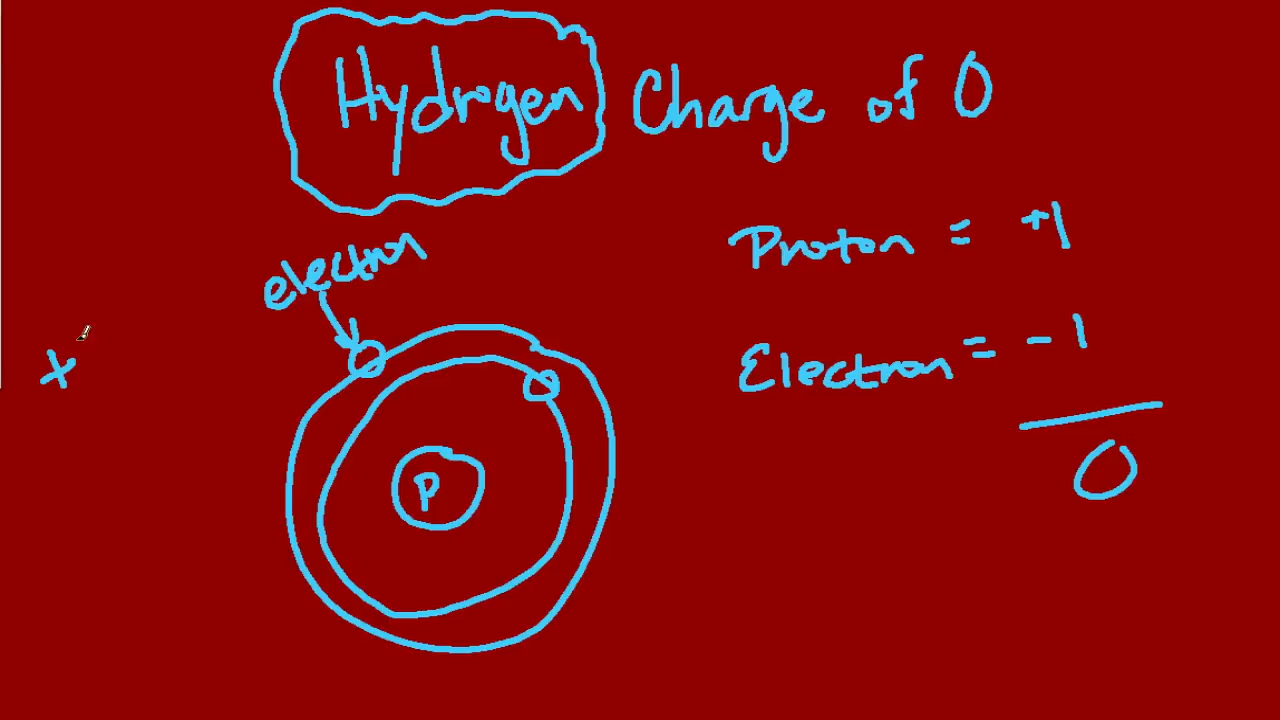 Hydrogen Charge of 0
electron
Proton = +1
Electron = - 1
0
P
x